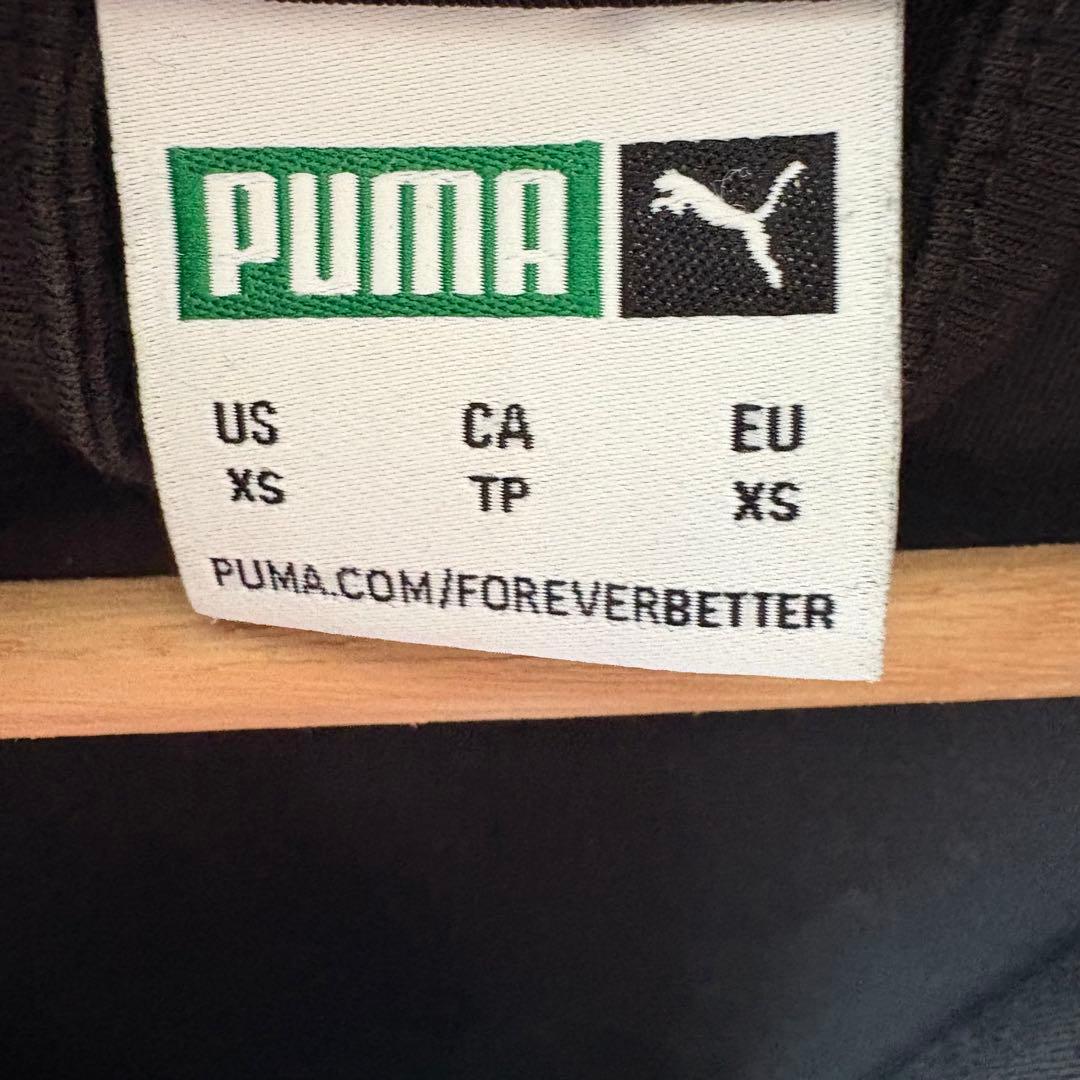 PUMA
US CA EU
XS TP XS
PUMA.COM/FOREVERBETTER